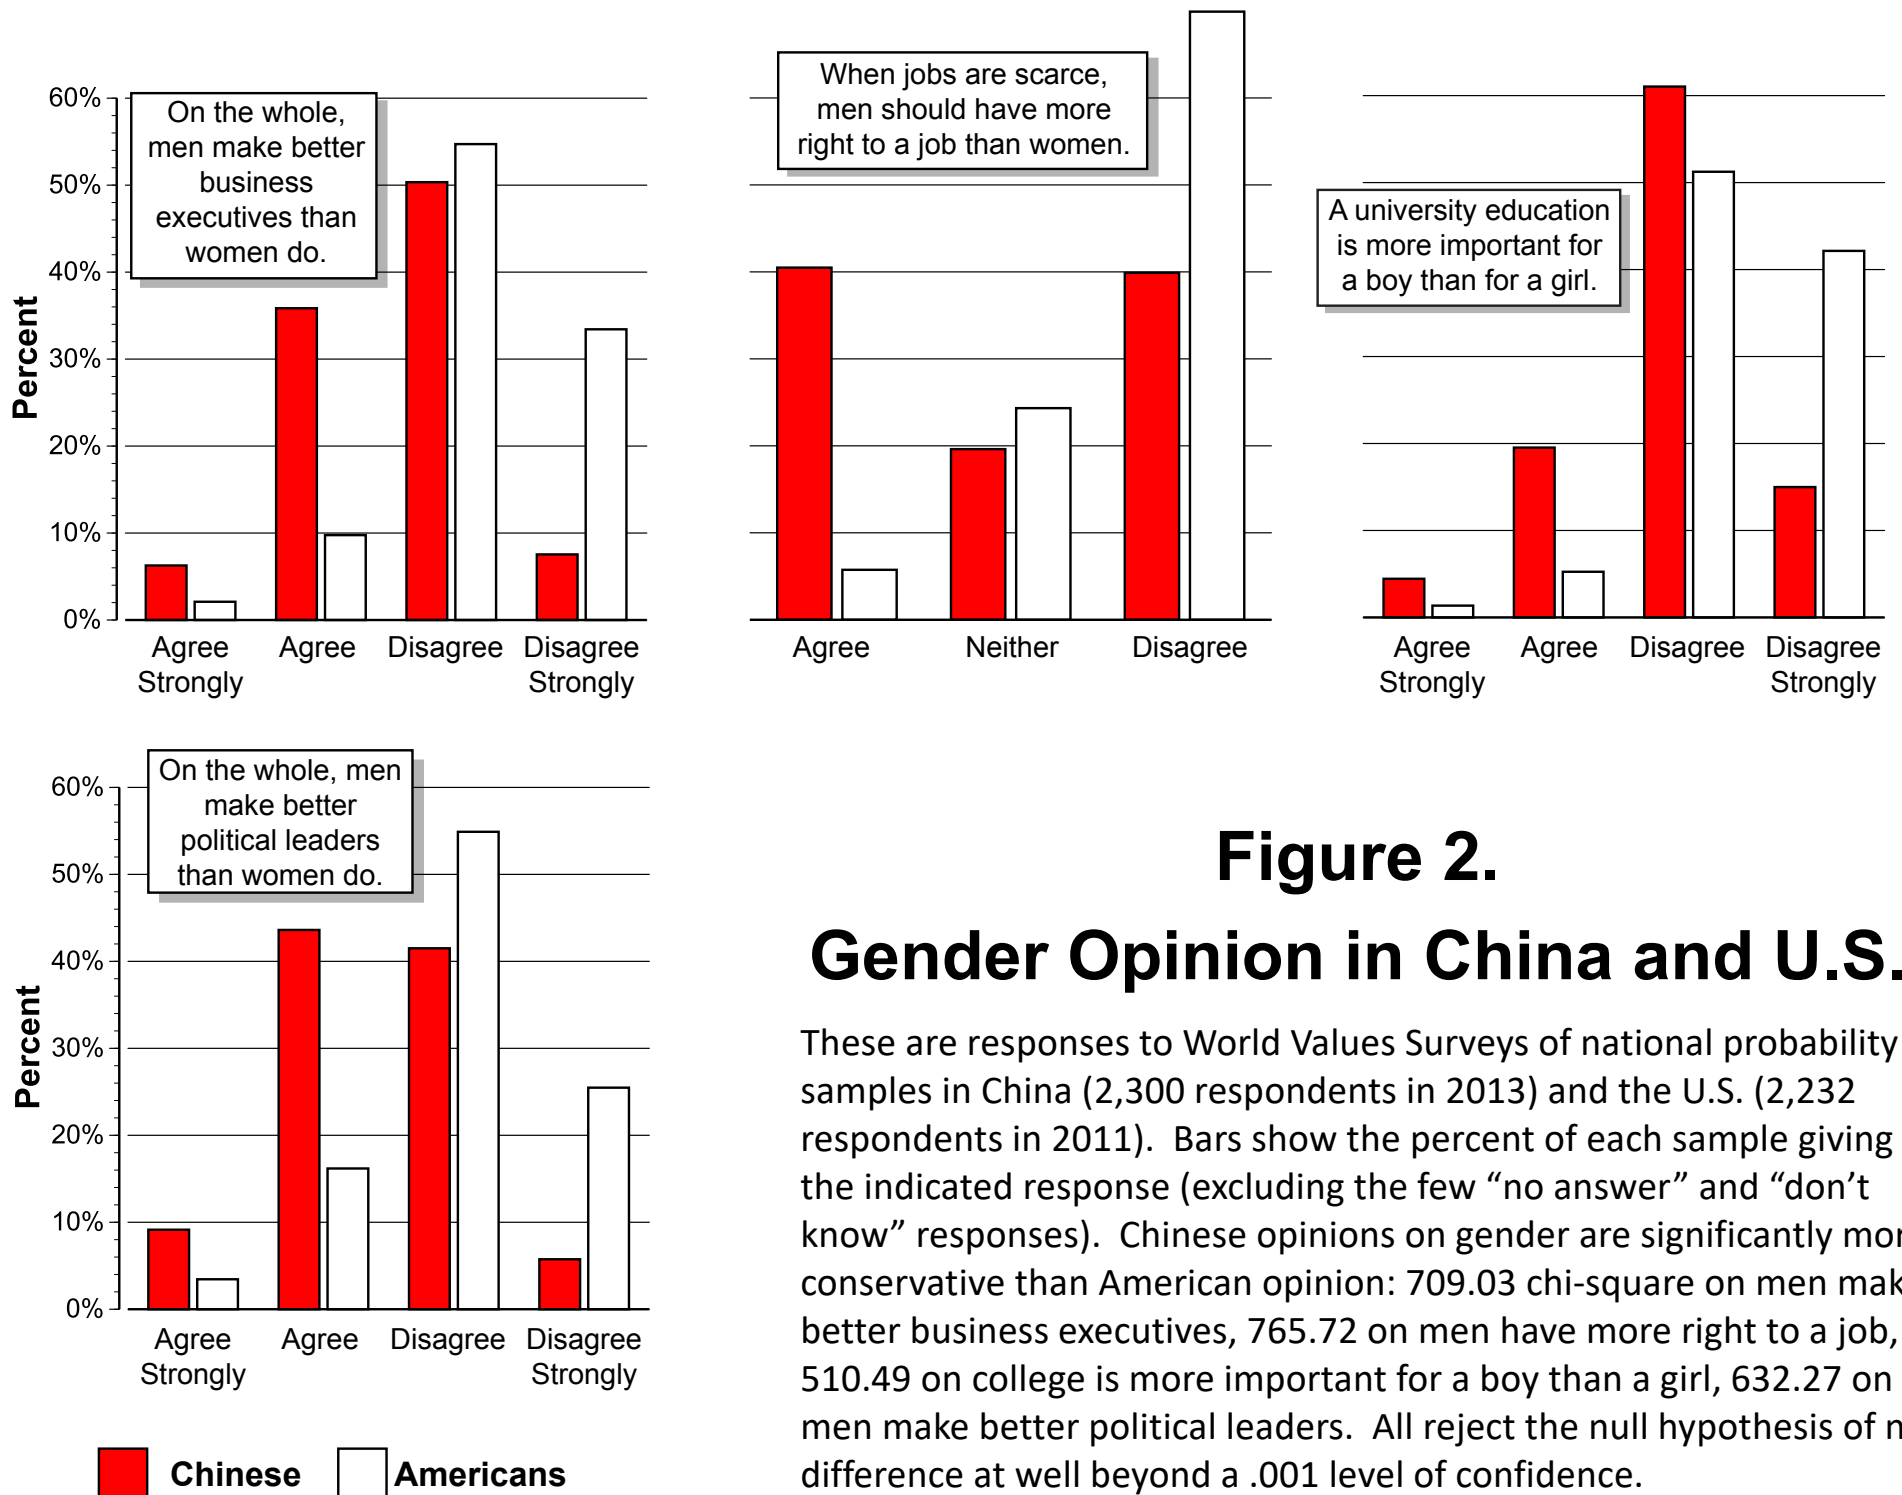 60%
50%
40%
30%
20%
10%
0%
Percent
On the whole,
men make better
business
executives than
women do.
Agree
Strongly
Agree
Disagree
Disagree
Strongly
When jobs are scarce,
men should have more
right to a job than women.
Agree
Neither
Disagree
A university education
is more important for
a boy than for a girl.
Agree
Strongly
Agree
Disagree
Disagree
Strongly
60%
50%
40%
30%
20%
10%
0%
Percent
On the whole, men
make better
political leaders
than women do.
Agree
Strongly
Agree
Disagree
Disagree
Strongly
Chinese
Americans
Figure 2.
Gender Opinion in China and U.S.
These are responses to World Values Surveys of national probability
samples in China (2,300 respondents in 2013) and the U.S. (2,232
respondents in 2011). Bars show the percent of each sample giving
the indicated response (excluding the few “no answer” and “don’t
know” responses). Chinese opinions on gender are significantly
conservative than American opinion: 709.03 chi-square on men
better business executives, 765.72 on men have more right to a job,
510.49 on college is more important for a boy than a girl, 632.27 on
men make better political leaders. All reject the null hypothesis of
difference at well beyond a .001 level of confidence.